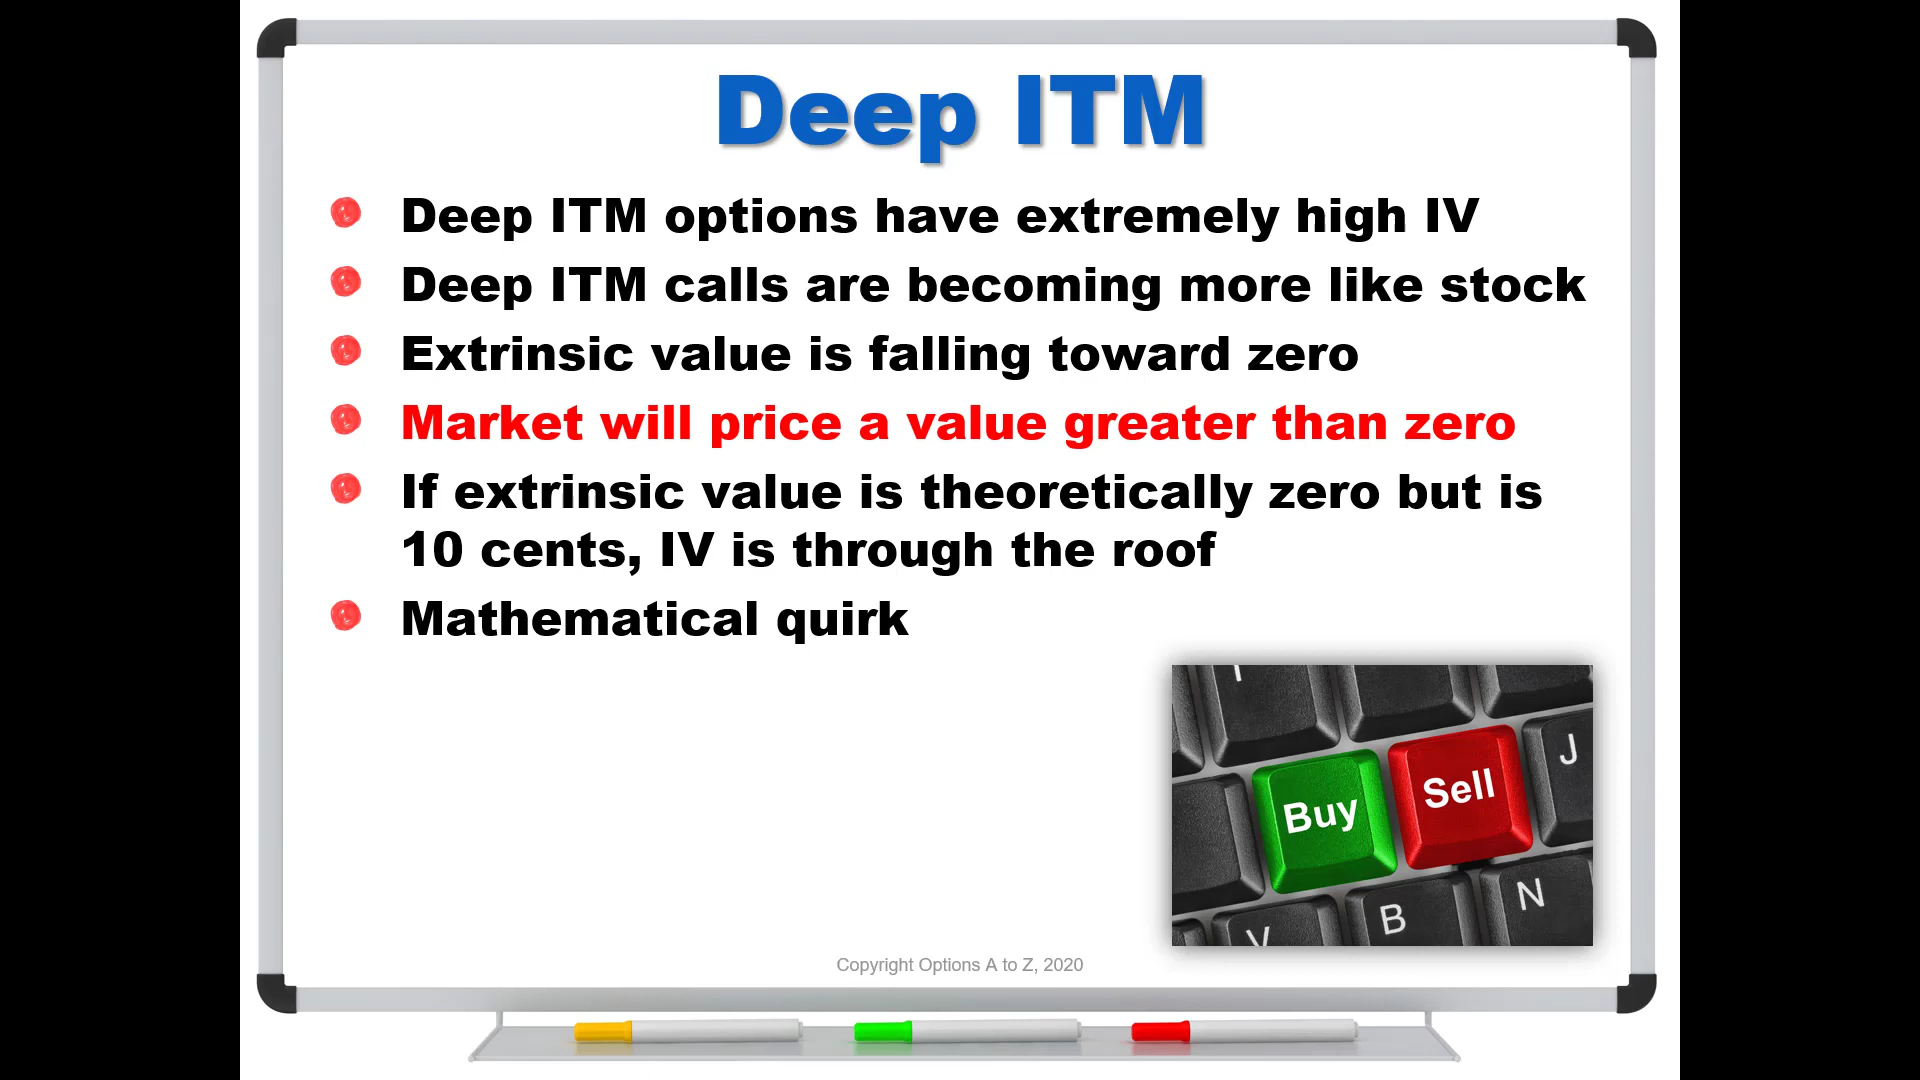 Deep ITM
Deep ITM options have extremely high IV
Deep ITM calls are becoming more like stock
Extrinsic value is falling toward zero
Market will price a value greater than zero
If extrinsic value is theoretically zero but is
10 cents, IV is through the roof
Mathematical quirk
J
Buy Sell
V B N
Copyright Options A to Z, 2020